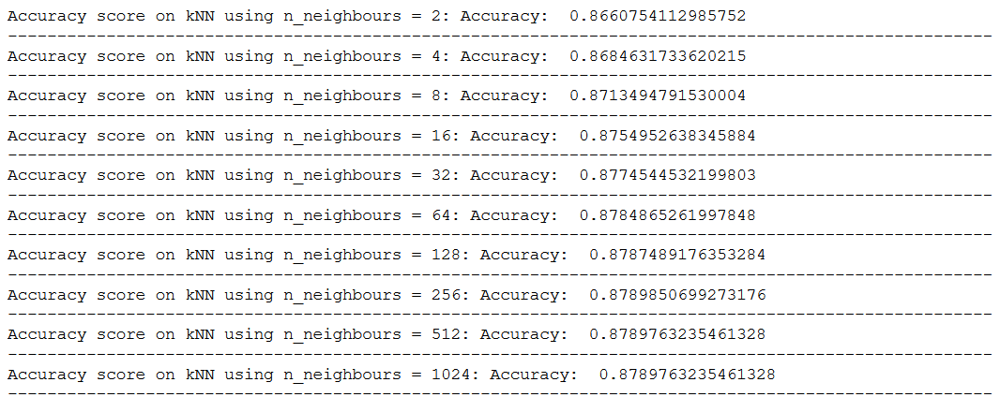 Accuracy score on kNN using n_neighbours = 2: Accuracy:  0.8660754112985752
----------------------------------------------------------------------------------------------------
Accuracy score on kNN using n_neighbours = 4: Accuracy:  0.8684631733620215
----------------------------------------------------------------------------------------------------
Accuracy score on kNN using n_neighbours = 8: Accuracy:  0.8713494791530004
----------------------------------------------------------------------------------------------------
Accuracy score on kNN using n_neighbours = 16: Accuracy:  0.8754952638345884
----------------------------------------------------------------------------------------------------
Accuracy score on kNN using n_neighbours = 32: Accuracy:  0.8774544532199803
----------------------------------------------------------------------------------------------------
Accuracy score on kNN using n_neighbours = 64: Accuracy:  0.8784865261997848
----------------------------------------------------------------------------------------------------
Accuracy score on kNN using n_neighbours = 128: Accuracy:  0.8787489176353284
----------------------------------------------------------------------------------------------------
Accuracy score on kNN using n_neighbours = 256: Accuracy:  0.8789850699273176
----------------------------------------------------------------------------------------------------
Accuracy score on kNN using n_neighbours = 512: Accuracy:  0.8789763235461328
----------------------------------------------------------------------------------------------------
Accuracy score on kNN using n_neighbours = 1024: Accuracy:  0.8789763235461328
----------------------------------------------------------------------------------------------------